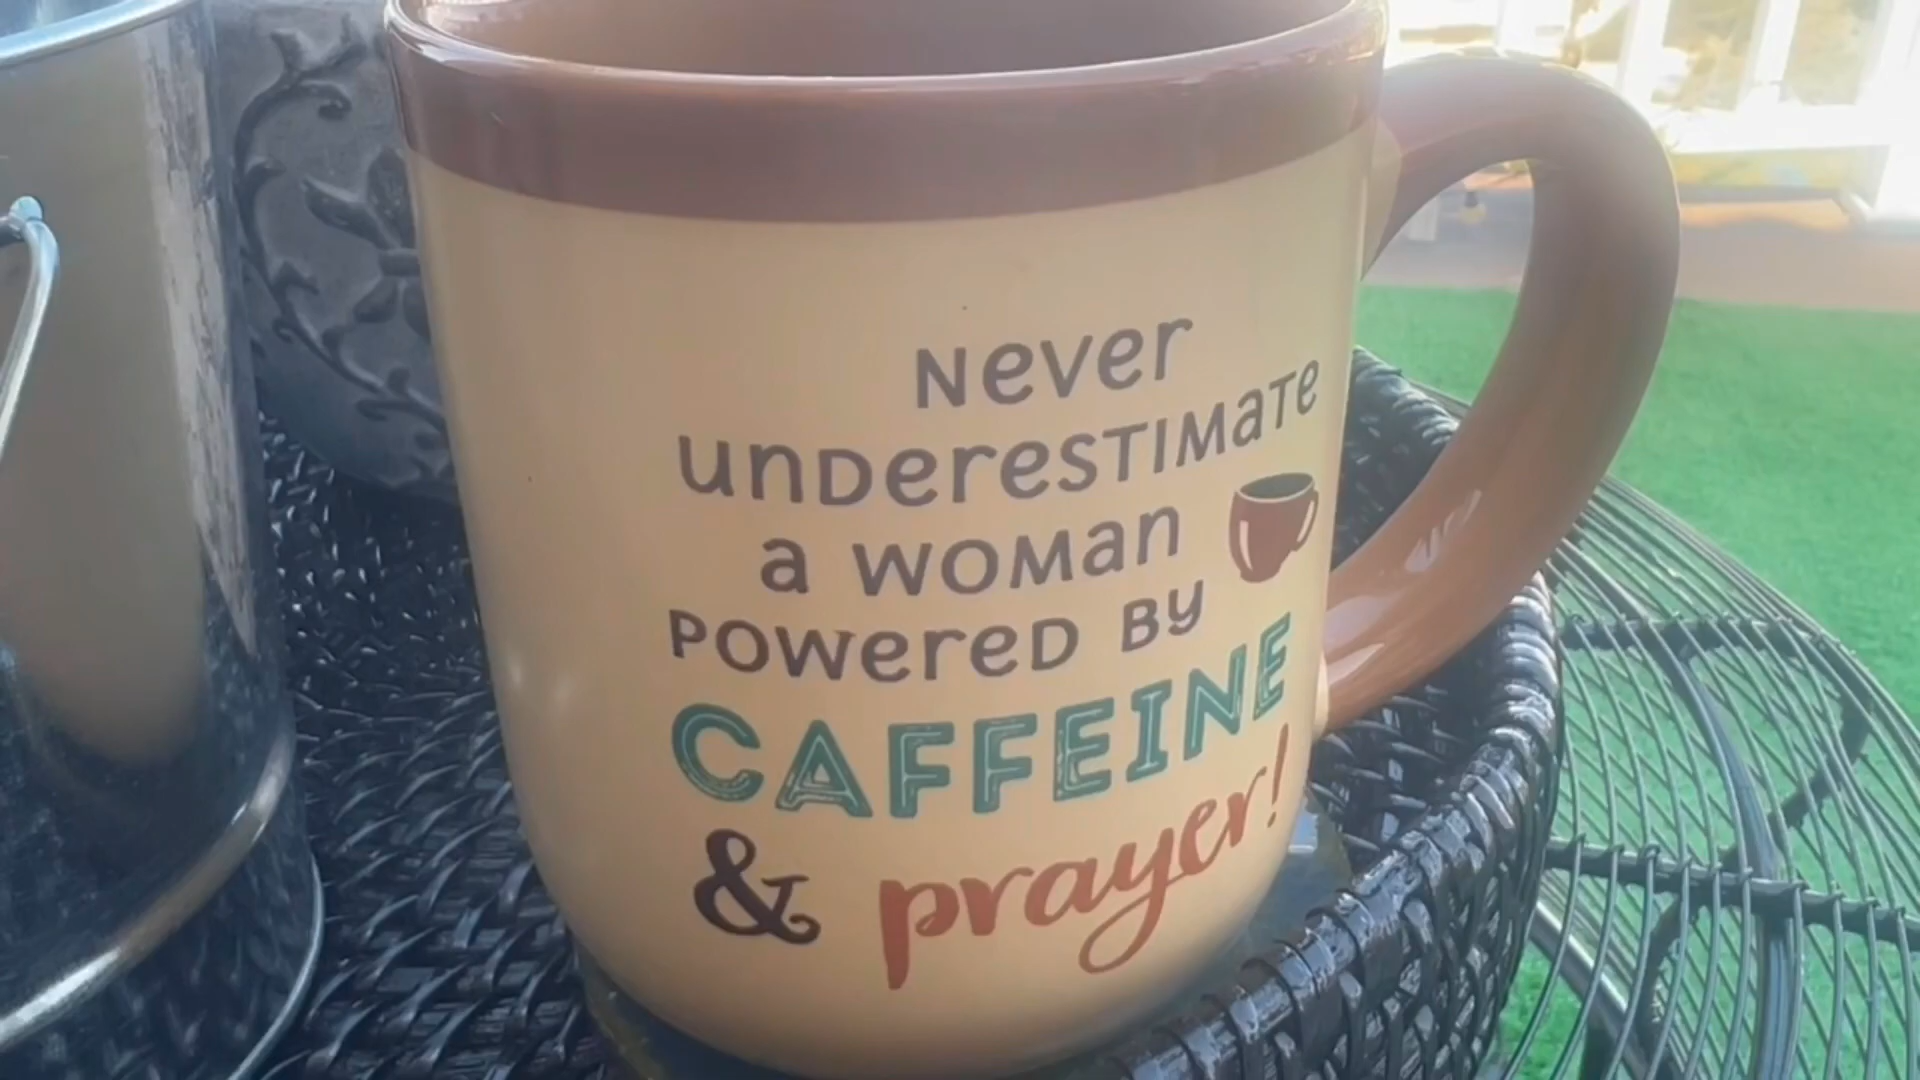 Never
underestimate
a woman
powered by
CAFFEINE
& prayer!